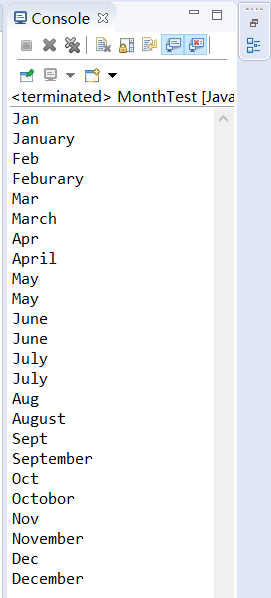 Console
<terminated> MonthTest [Java
Jan
January
Feb
Feburary
Mar
March
Apr
April
May
May
June
June
July
July
Aug
August
Sept
September
Oct
Octobor
Nov
November
Dec
December